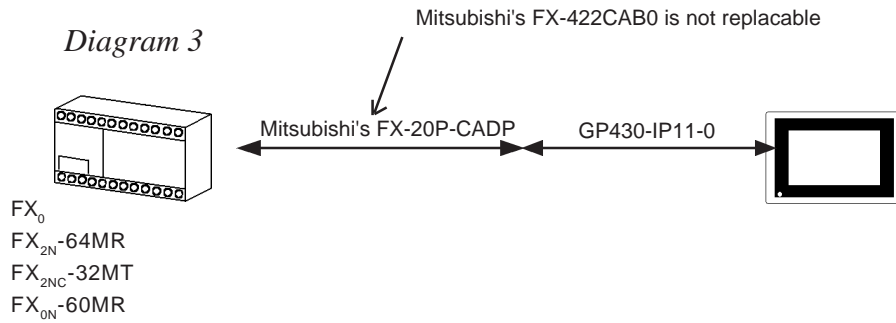 Mitsubishi's FX-422CAB0 is not replacable
Diagram 3
Mitsubishi's FX-20P-CADP
GP430-IP11-0
FX0
FX2N-64MR
FX2NC-32MT
FX0N-60MR